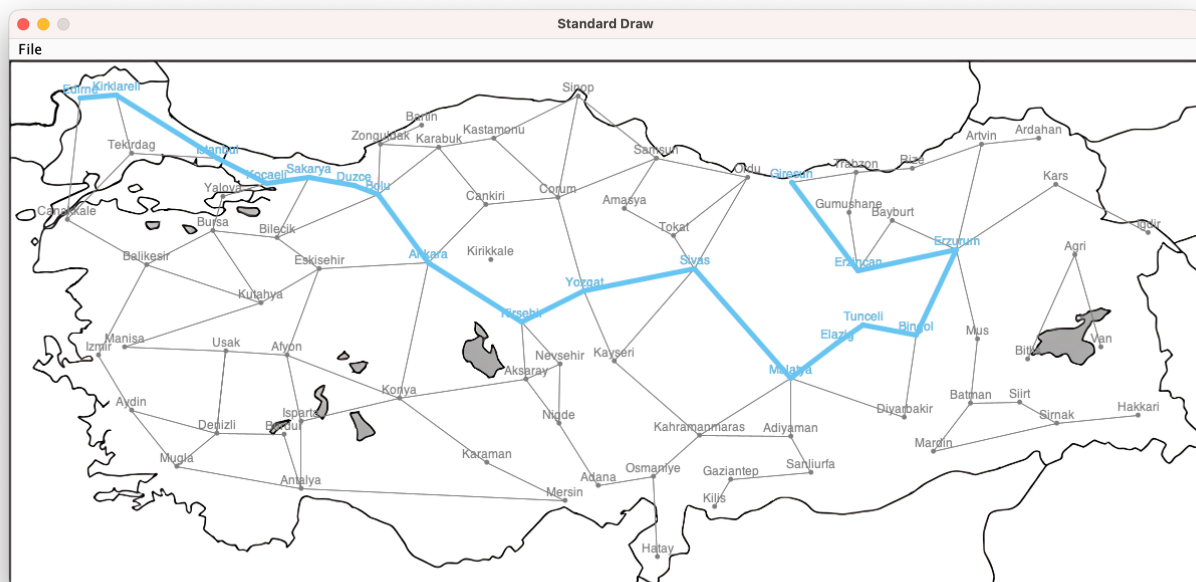 Standard Draw
File
Sinop
Edirne
Kirklareli
Bartin
Kastamonu
Zonguldak
Karabuk
Tekirdag
Istanbul
Samsun
Artvin
Ardahan
Trabzon
Rize
Kocaeli
Sakarya
Duzce
Bolu
Ordu
Giresun
Kars
Yalova
Cankiri
Corum
Amasya
Gumushane
Bayburt
Canakkale
Bursa
Bilecik
Tokat
Igdir
Balikesir
Eskisehir
Ankara
Kirikkale
Sivas
Erzincan
Erzurum
Agri
Kutahya
Yozgat
Kirsehir
Tunceli
Elazig
Bingol
Mus
Van
Izmir
Manisa
Usak
Afyon
Nevsehir
Kayseri
Bitlis
Aksaray
Malatya
Konya
Aydin
Isparta
Nigde
Diyarbakir
Batman
Siirt
Sirnak
Hakkari
Denizli
Burdur
Kahramanmaras
Adiyaman
Mardin
Mugla
Karaman
Osmaniye
Gaziantep
Sanliurfa
Antalya
Adana
Mersin
Kilis
Hatay